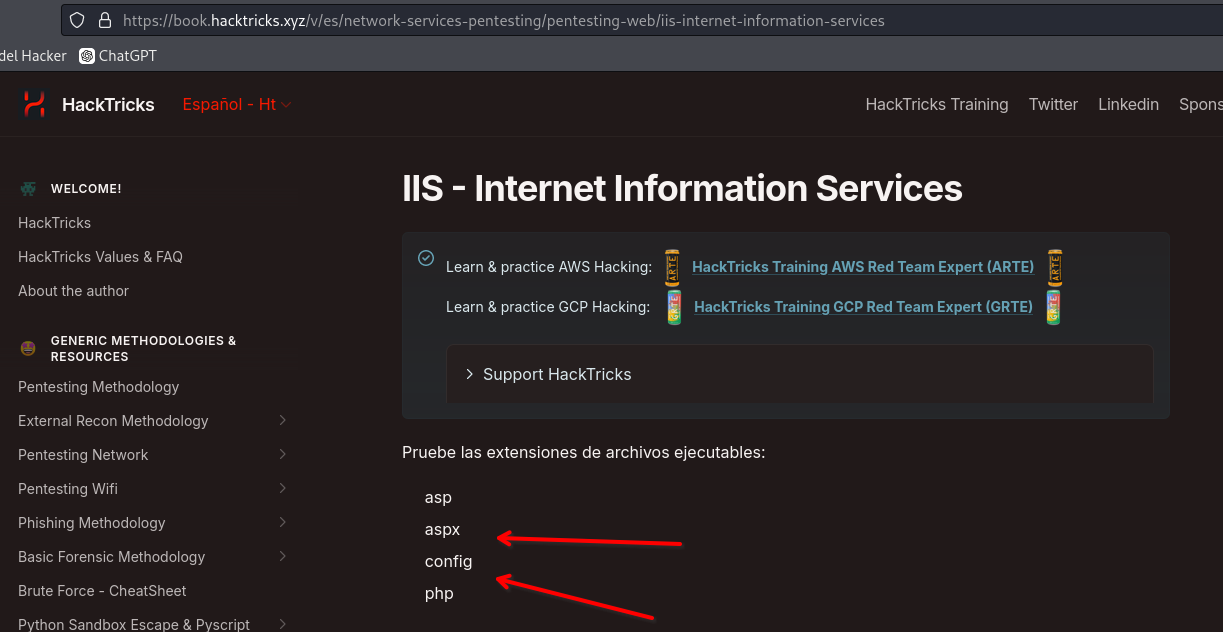 https://book.hacktricks.xyz/v/es/network-services-pentesting/pentesting-web/iis-internet-information-services
del Hacker ChatGPT
HackTricks Español - Ht HackTricks Training Twitter Linkedin Spons
WELCOME!
HackTricks
HackTricks Values & FAQ
About the author
GENERIC METHODOLOGIES &
RESOURCES
Pentesting Methodology
External Recon Methodology
Pentesting Network
Pentesting Wifi
Phishing Methodology
Basic Forensic Methodology
Brute Force - CheatSheet
Python Sandbox Escape & Pyscript
IIS - Internet Information Services
Learn & practice AWS Hacking: ARTE HackTricks Training AWS Red Team Expert (ARTE) ARTE
Learn & practice GCP Hacking: GRTE HackTricks Training GCP Red Team Expert (GRTE) GRTE
Support HackTricks
Pruebe las extensiones de archivos ejecutables:
asp
aspx
config
php